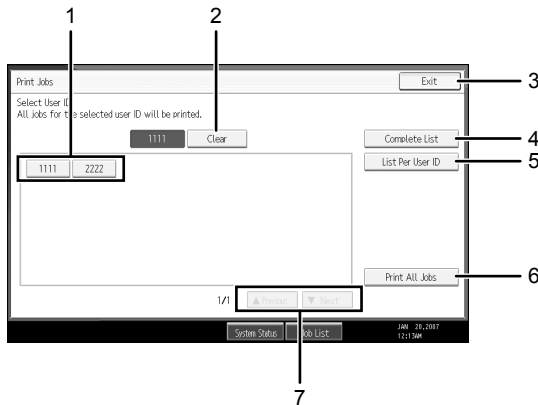 1
2
Print Jobs
Exit
3
Select User ID
All jobs for the selected user ID will be printed.
1111
Clear
Complete List
4
List Per User ID
5
1111
2222
Print All Jobs
6
1/1
▲ Previous
▼ Next
System Status
Job List
JAN 20,2007
12:13AM
7